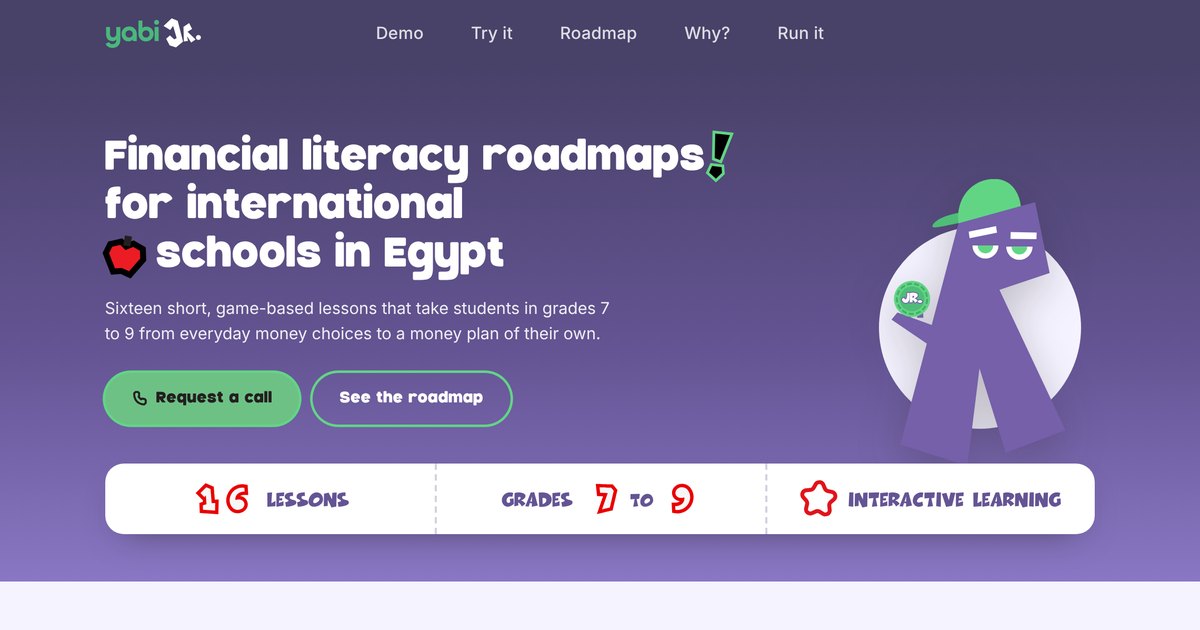 yabi JR.
Demo
Try it
Roadmap
Why?
Run it
Financial literacy roadmaps!
for international
schools in Egypt
Sixteen short, game-based lessons that take students in grades 7
to 9 from everyday money choices to a money plan of their own.
JR.
Request a call
See the roadmap
16 LESSONS
GRADES 7 TO 9
INTERACTIVE LEARNING